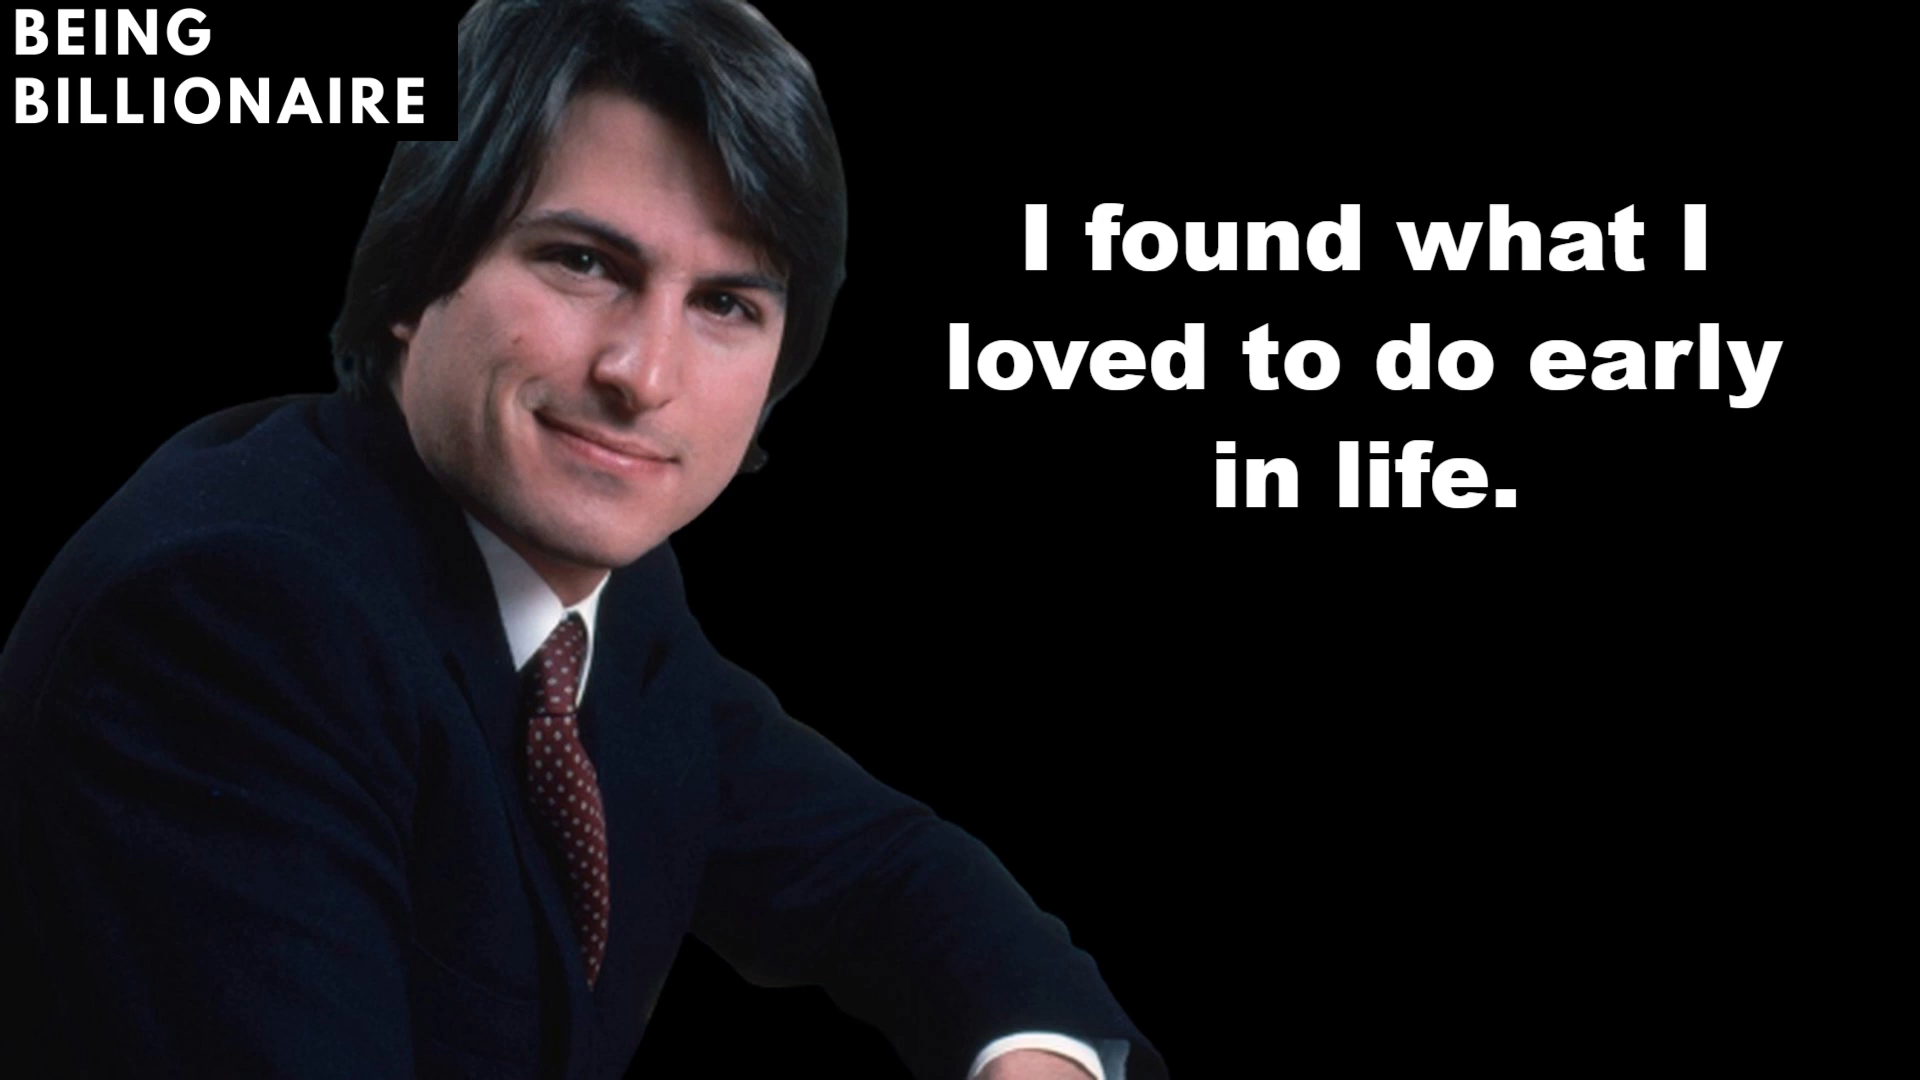 BEING
BILLIONAIRE
I found what I
loved to do early
in life.